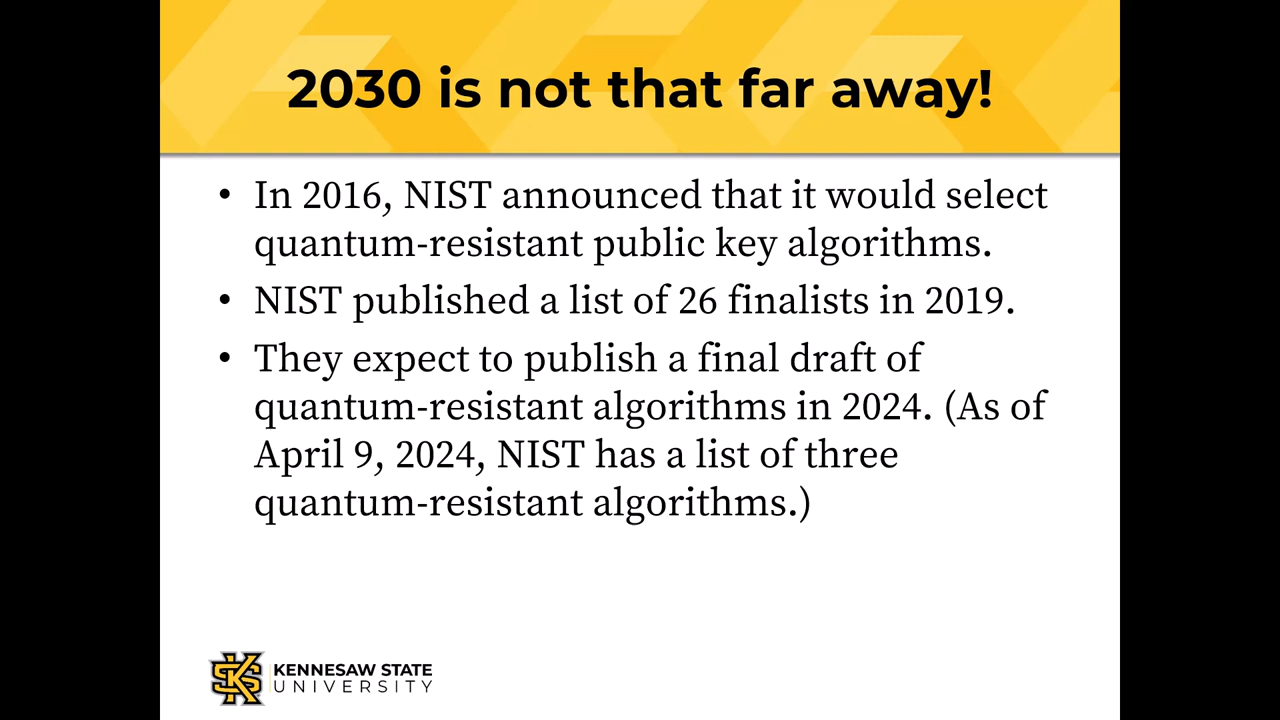 2030 is not that far away!
• In 2016, NIST announced that it would select
quantum-resistant public key algorithms.
• NIST published a list of 26 finalists in 2019.
• They expect to publish a final draft of
quantum-resistant algorithms in 2024. (As of
April 9, 2024, NIST has a list of three
quantum-resistant algorithms.)
KS
KENNESAW STATE
UNIVERSITY